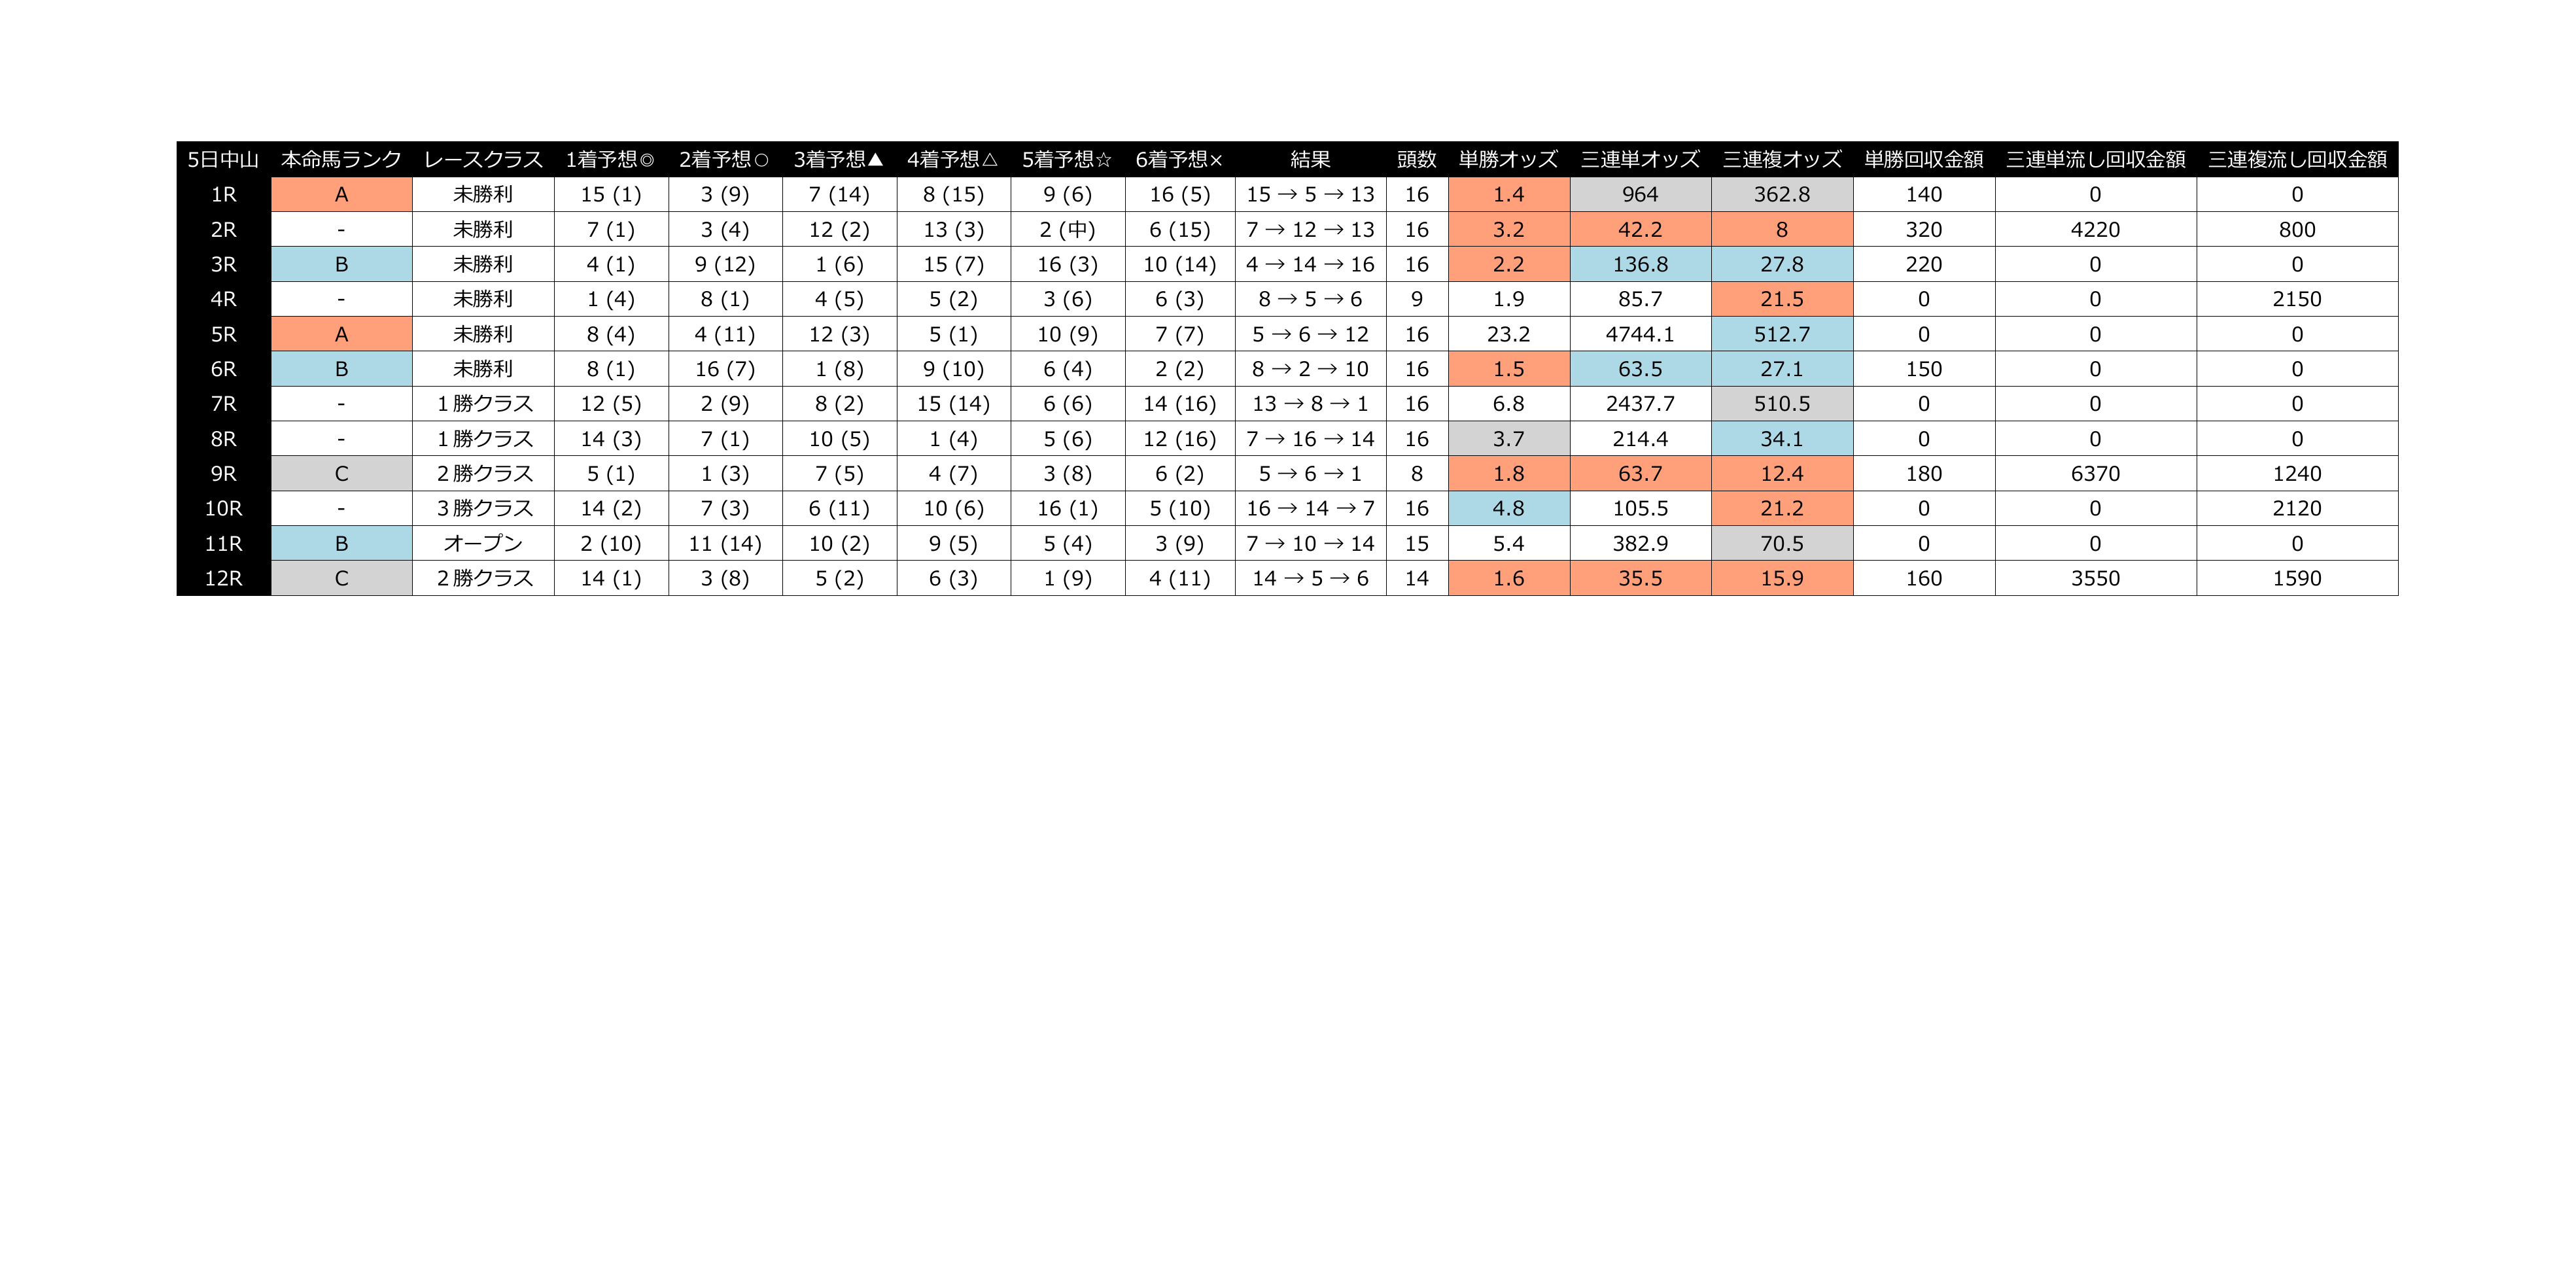 5日中山 本命馬ランク レースクラス 1着予想◎ 2着予想○ 3着予想▲ 4着予想△ 5着予想☆ 6着予想× 結果 頭数 単勝オッズ 三連単オッズ 三連複オッズ 単勝回収金額 三連単流し回収金額 三連複流し回収金額
1R A 未勝利 15 (1) 3 (9) 7 (14) 8 (15) 9 (6) 16 (5) 15 → 5 → 13 16 1.4 964 362.8 140 0 0
2R - 未勝利 7 (1) 3 (4) 12 (2) 13 (3) 2 (中) 6 (15) 7 → 12 → 13 16 3.2 42.2 8 320 4220 800
3R B 未勝利 4 (1) 9 (12) 1 (6) 15 (7) 16 (3) 10 (14) 4 → 14 → 16 16 2.2 136.8 27.8 220 0 0
4R - 未勝利 1 (4) 8 (1) 4 (5) 5 (2) 3 (6) 6 (3) 8 → 5 → 6 9 1.9 85.7 21.5 0 0 2150
5R A 未勝利 8 (4) 4 (11) 12 (3) 5 (1) 10 (9) 7 (7) 5 → 6 → 12 16 23.2 4744.1 512.7 0 0 0
6R B 未勝利 8 (1) 16 (7) 1 (8) 9 (10) 6 (4) 2 (2) 8 → 2 → 10 16 1.5 63.5 27.1 150 0 0
7R - １勝クラス 12 (5) 2 (9) 8 (2) 15 (14) 6 (6) 14 (16) 13 → 8 → 1 16 6.8 2437.7 510.5 0 0 0
8R - １勝クラス 14 (3) 7 (1) 10 (5) 1 (4) 5 (6) 12 (16) 7 → 16 → 14 16 3.7 214.4 34.1 0 0 0
9R C ２勝クラス 5 (1) 1 (3) 7 (5) 4 (7) 3 (8) 6 (2) 5 → 6 → 1 8 1.8 63.7 12.4 180 6370 1240
10R - ３勝クラス 14 (2) 7 (3) 6 (11) 10 (6) 16 (1) 5 (10) 16 → 14 → 7 16 4.8 105.5 21.2 0 0 2120
11R B オープン 2 (10) 11 (14) 10 (2) 9 (5) 5 (4) 3 (9) 7 → 10 → 14 15 5.4 382.9 70.5 0 0 0
12R C ２勝クラス 14 (1) 3 (8) 5 (2) 6 (3) 1 (9) 4 (11) 14 → 5 → 6 14 1.6 35.5 15.9 160 3550 1590